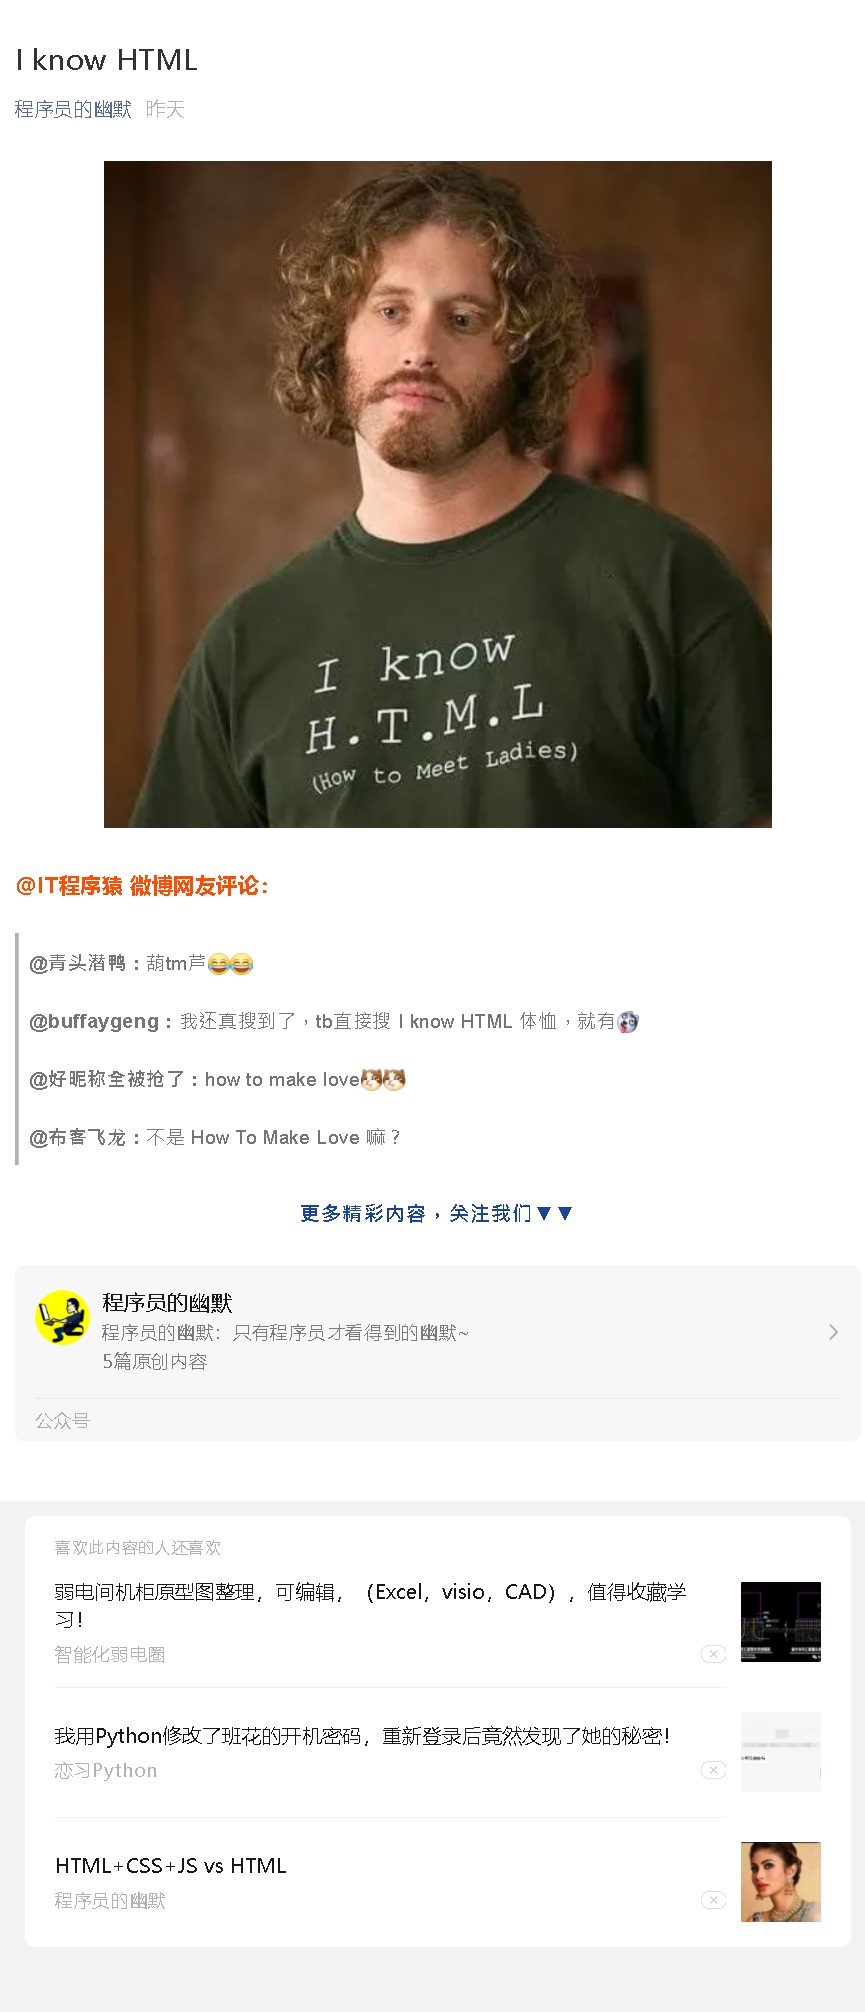 I know HTML
程序员的幽默 昨天
I know
H.T.M.L
(How to Meet Ladies)
@IT程序猿 微博网友评论：
@青头潜鸭：葫tm芦
@buffaygeng：我还真搜到了，tb直接搜 I know HTML 体恤，就有
@好昵称全被抢了：how to make love
@布客飞龙：不是 How To Make Love 嘛？
更多精彩内容，关注我们▼▼
程序员的幽默
程序员的幽默：只有程序员才看得到的幽默~
5篇原创内容
公众号
喜欢此内容的人还喜欢
弱电间机柜原型图整理，可编辑，（Excel，visio，CAD），值得收藏学
习！
智能化弱电圈
我用Python修改了班花的开机密码，重新登录后竟然发现了她的秘密！
恋习Python
HTML+CSS+JS vs HTML
程序员的幽默